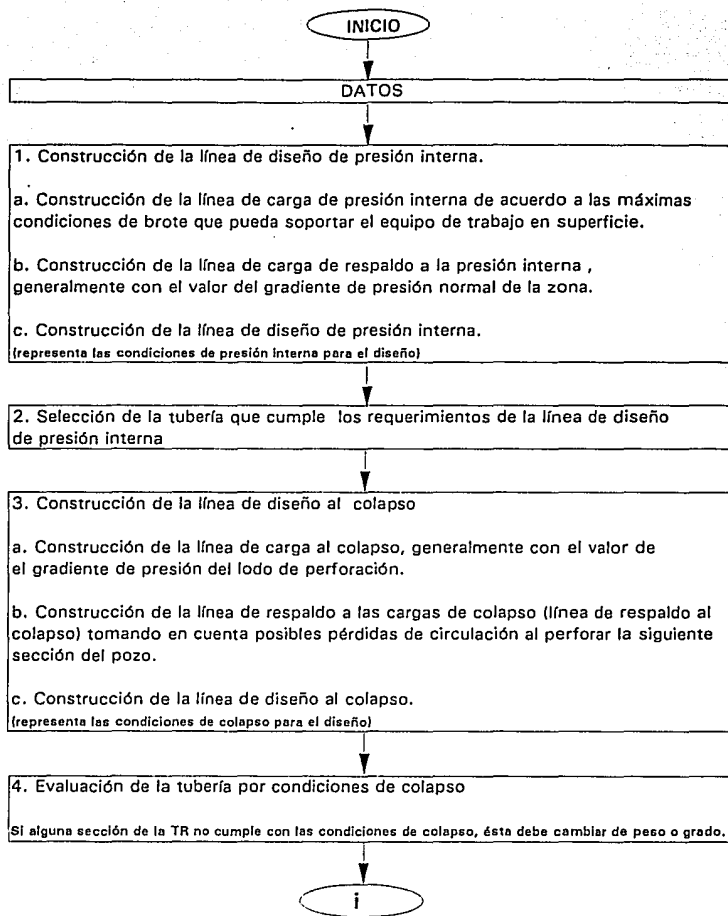 INICIO
DATOS
1. Construcción de la línea de diseño de presión interna.
a. Construcción de la línea de carga de presión interna de acuerdo a las máximas
condiciones de brote que pueda soportar el equipo de trabajo en superficie.
b. Construcción de la línea de carga de respaldo a la presión interna ,
generalmente con el valor del gradiente de presión normal de la zona.
c. Construcción de la línea de diseño de presión interna.
(representa las condiciones de presión interna para el diseño)
2. Selección de la tubería que cumple los requerimientos de la línea de diseño
de presión interna
3. Construcción de la línea de diseño al colapso
a. Construcción de la línea de carga al colapso, generalmente con el valor de
el gradiente de presión del lodo de perforación.
b. Construcción de la línea de respaldo a las cargas de colapso (línea de respaldo al
colapso) tomando en cuenta posibles pérdidas de circulación al perforar la siguiente
sección del pozo.
c. Construcción de la línea de diseño al colapso.
(representa las condiciones de colapso para el diseño)
4. Evaluación de la tubería por condiciones de colapso
Si alguna sección de la TR no cumple con las condiciones de colapso, ésta debe cambiar de peso o grado.
i